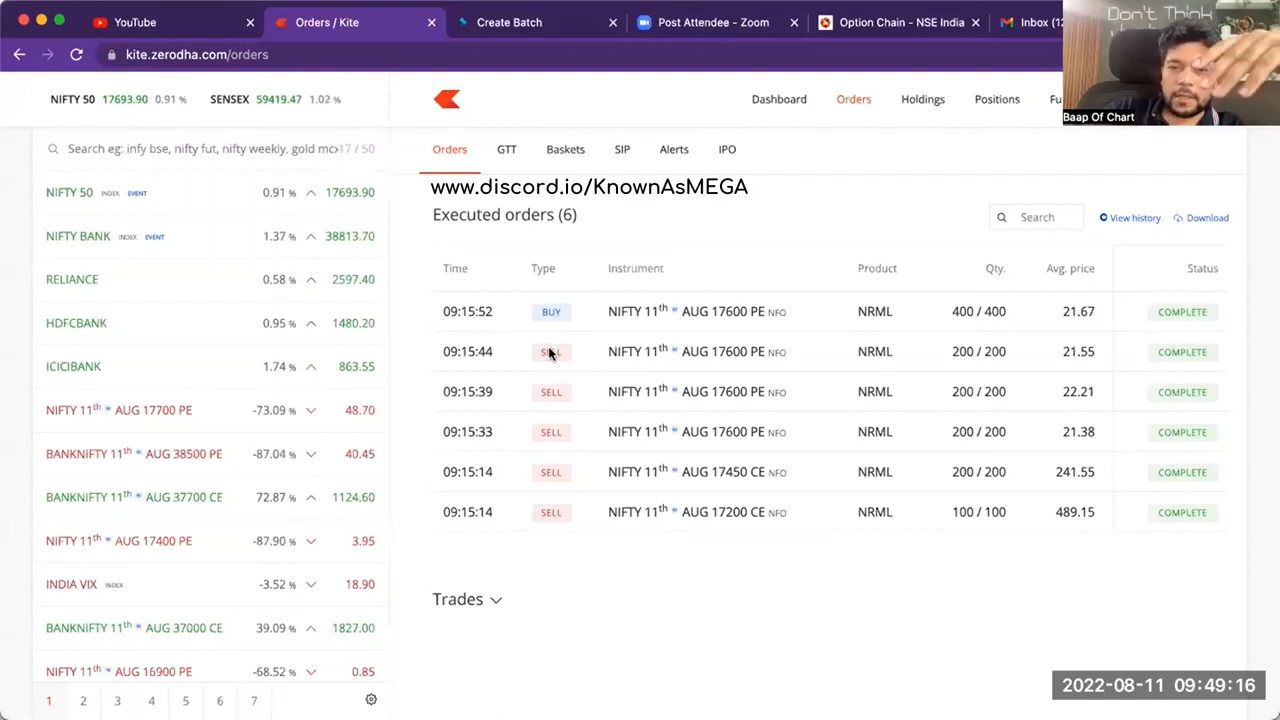 YouTube
Orders / Kite
Create Batch
Post Attendee - Zoom
Option Chain - NSE India
Inbox (12
kite.zerodha.com/orders
Don't Think
Baap Of Chart
NIFTY 50 17693.90 0.91 % SENSEX 59419.47 1.02 %
Dashboard Orders Holdings Positions Fu
Search eg: infy bse, nifty fut, nifty weekly, gold mcx 17 / 50
NIFTY 50 INDEX EVENT 0.91 % 17693.90
NIFTY BANK INDEX EVENT 1.37 % 38813.70
RELIANCE 0.58 % 2597.40
HDFCBANK 0.95 % 1480.20
ICICIBANK 1.74 % 863.55
NIFTY 11th w AUG 17700 PE -73.09 % 48.70
BANKNIFTY 11th w AUG 38500 PE -87.04 % 40.45
BANKNIFTY 11th w AUG 37700 CE 72.87 % 1124.60
NIFTY 11th w AUG 17400 PE -87.90 % 3.95
INDIA VIX INDEX -3.52 % 18.90
BANKNIFTY 11th w AUG 37000 CE 39.09 % 1827.00
NIFTY 11th w AUG 16900 PE -68.52 % 0.85
1 2 3 4 5 6 7
Orders GTT Baskets SIP Alerts IPO
www.discord.io/KnownAsMEGA
Executed orders (6) Search View history Download
Time Type Instrument Product Qty. Avg. price Status
09:15:52 BUY NIFTY 11th w AUG 17600 PE NFO NRML 400 / 400 21.67 COMPLETE
09:15:44 SELL NIFTY 11th w AUG 17600 PE NFO NRML 200 / 200 21.55 COMPLETE
09:15:39 SELL NIFTY 11th w AUG 17600 PE NFO NRML 200 / 200 22.21 COMPLETE
09:15:33 SELL NIFTY 11th w AUG 17600 PE NFO NRML 200 / 200 21.38 COMPLETE
09:15:14 SELL NIFTY 11th w AUG 17450 CE NFO NRML 200 / 200 241.55 COMPLETE
09:15:14 SELL NIFTY 11th w AUG 17200 CE NFO NRML 100 / 100 489.15 COMPLETE
Trades
2022-08-11 09:49:16